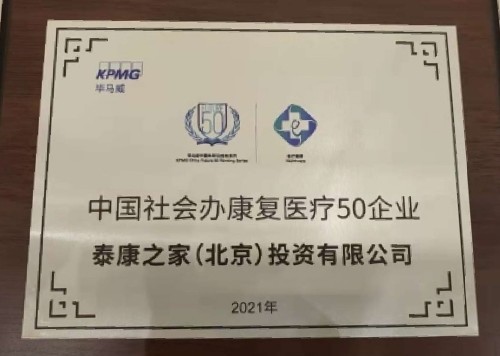 KPMG
毕马威
50
中国社会办康复医疗50企业
泰康之家（北京）投资有限公司
2021年